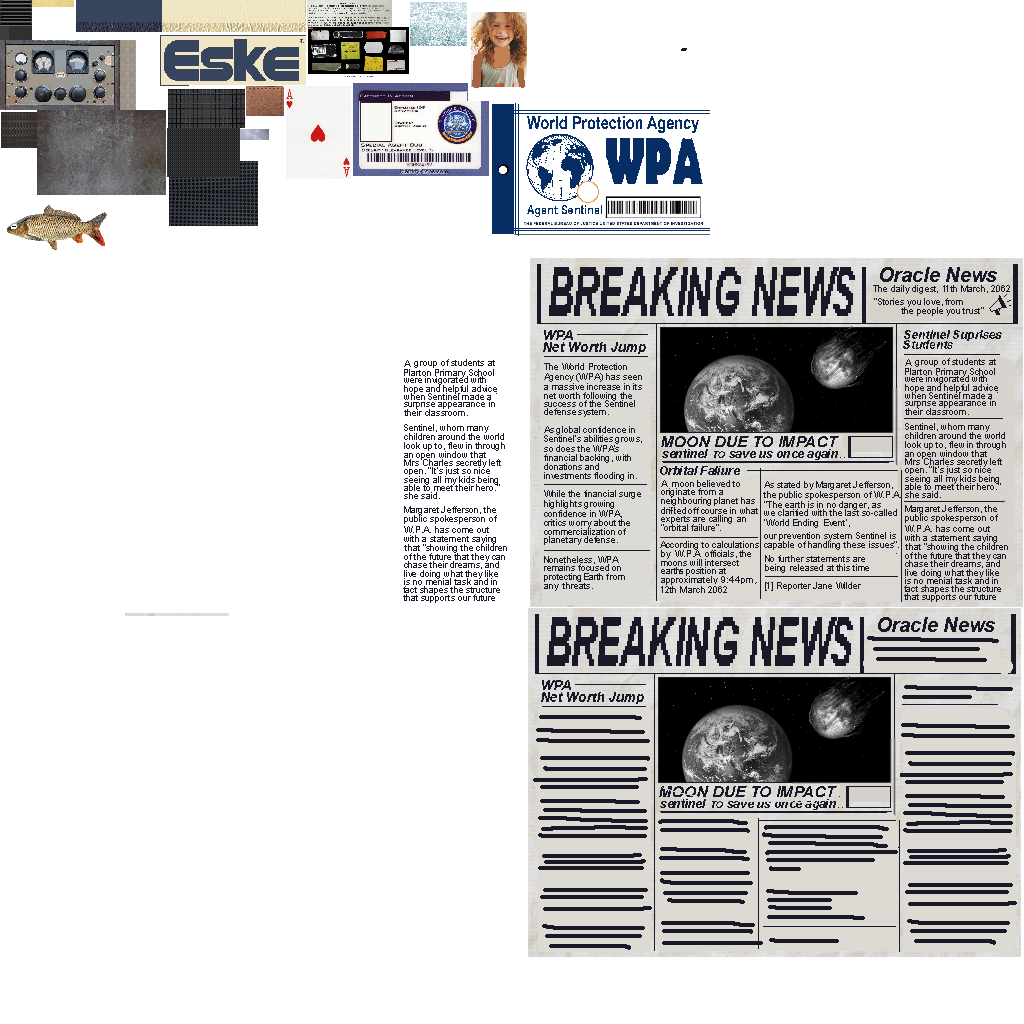 Eske
A
A
SPECIAL AGENT DOG
World Protection Agency
WPA
Agent Sentinel
THE FEDERAL BUREAU OF JUSTICE UNITED STATES DEPARTMENT OF INVESTIGATION
A group of students at
Plarton Primary School
were invigorated with
hope and helpful advice
when Sentinel made a
surprise appearance in
their classroom.
Sentinel, whom many
children around the world
look up to, flew in through
an open window that
Mrs Charles secretly left
open. "It's just so nice
seeing all my kids being
able to meet their hero."
she said.
Margaret Jefferson, the
public spokesperson of
W.P.A. has come out
with a statement saying
that "showing the children
of the future that they can
chase their dreams, and
live doing what they like
is no menial task and in
fact shapes the structure
that supports our future
BREAKING NEWS
Oracle News
The daily digest, 11th March, 2062
"Stories you love, from
the people you trust"
WPA
Net Worth Jump
The World Protection
Agency (WPA) has seen
a massive increase in its
net worth following the
success of the Sentinel
defense system.
As global confidence in
Sentinel's abilities grows,
so does the WPA's
financial backing, with
donations and
investments flooding in.
While the financial surge
highlights growing
confidence in WPA,
critics worry about the
commercialization of
planetary defense.
Nonetheless, WPA
remains focused on
protecting Earth from
any threats.
MOON DUE TO IMPACT
sentinel to save us once again..
Orbital Failure
A moon believed to
originate from a
neighbouring planet has
drifted off course in what
experts are calling an
"orbital failure".
According to calculations
by W.P.A officials, the
moons will intersect
earths position at
approximately 9:44pm,
12th March 2062
As stated by Margaret Jefferson,
the public spokesperson of W.P.A,
"The earth is in no danger, as
we clarified with the last so-called
"World Ending Event',
our prevention system Sentinel is
capable of handling these issues".
No further statements are
being released at this time
[1] Reporter Jane Wilder
Sentinel Suprises
Students
A group of students at
Plarton Primary School
were invigorated with
hope and helpful advice
when Sentinel made a
surprise appearance in
their classroom.
Sentinel, whom many
children around the world
look up to, flew in through
an open window that
Mrs Charles secretly left
open. "It's just so nice
seeing all my kids being
able to meet their hero."
she said.
Margaret Jefferson, the
public spokesperson of
W.P.A. has come out
with a statement saying
that "showing the children
of the future that they can
chase their dreams, and
live doing what they like
is no menial task and in
fact shapes the structure
that supports our future
BREAKING NEWS
Oracle News
WPA
Net Worth Jump
MOON DUE TO IMPACT
sentinel to save us once again..